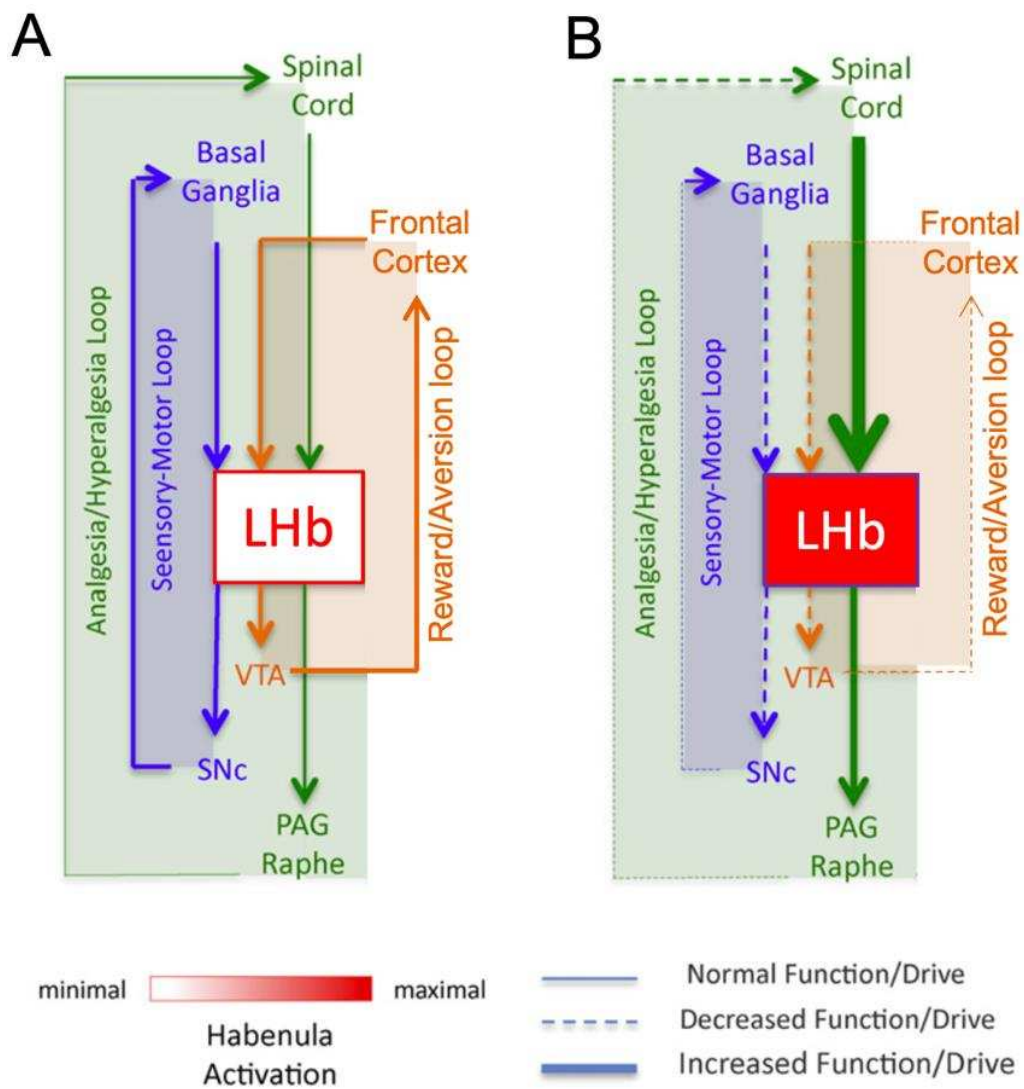 A
Spinal
Cord
Basal
Ganglia
Frontal
Cortex
Analgesia/Hyperalgesia Loop
Seensory-Motor Loop
Reward/Aversion loop
LHb
VTA
SNc
PAG
Raphe
B
Spinal
Cord
Basal
Ganglia
Frontal
Cortex
Analgesia/Hyperalgesia Loop
Sensory-Motor Loop
Reward/Aversion loop
LHb
VTA
SNc
PAG
Raphe
minimal
maximal
Habenula
Activation
Normal Function/Drive
Decreased Function/Drive
Increased Function/Drive